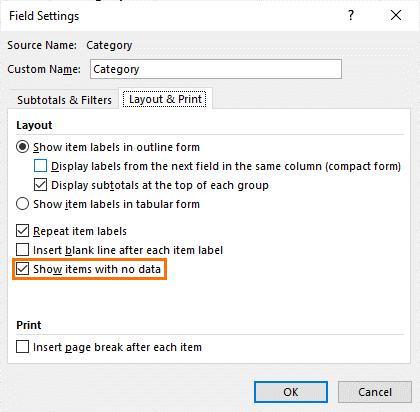 Field Settings
? ×
Source Name: Category
Custom Name: Category
Subtotals & Filters Layout & Print
Layout
Show item labels in outline form
Display labels from the next field in the same column (compact form)
Display subtotals at the top of each group
Show item labels in tabular form
Repeat item labels
Insert blank line after each item label
Show items with no data
Print
Insert page break after each item
OK Cancel